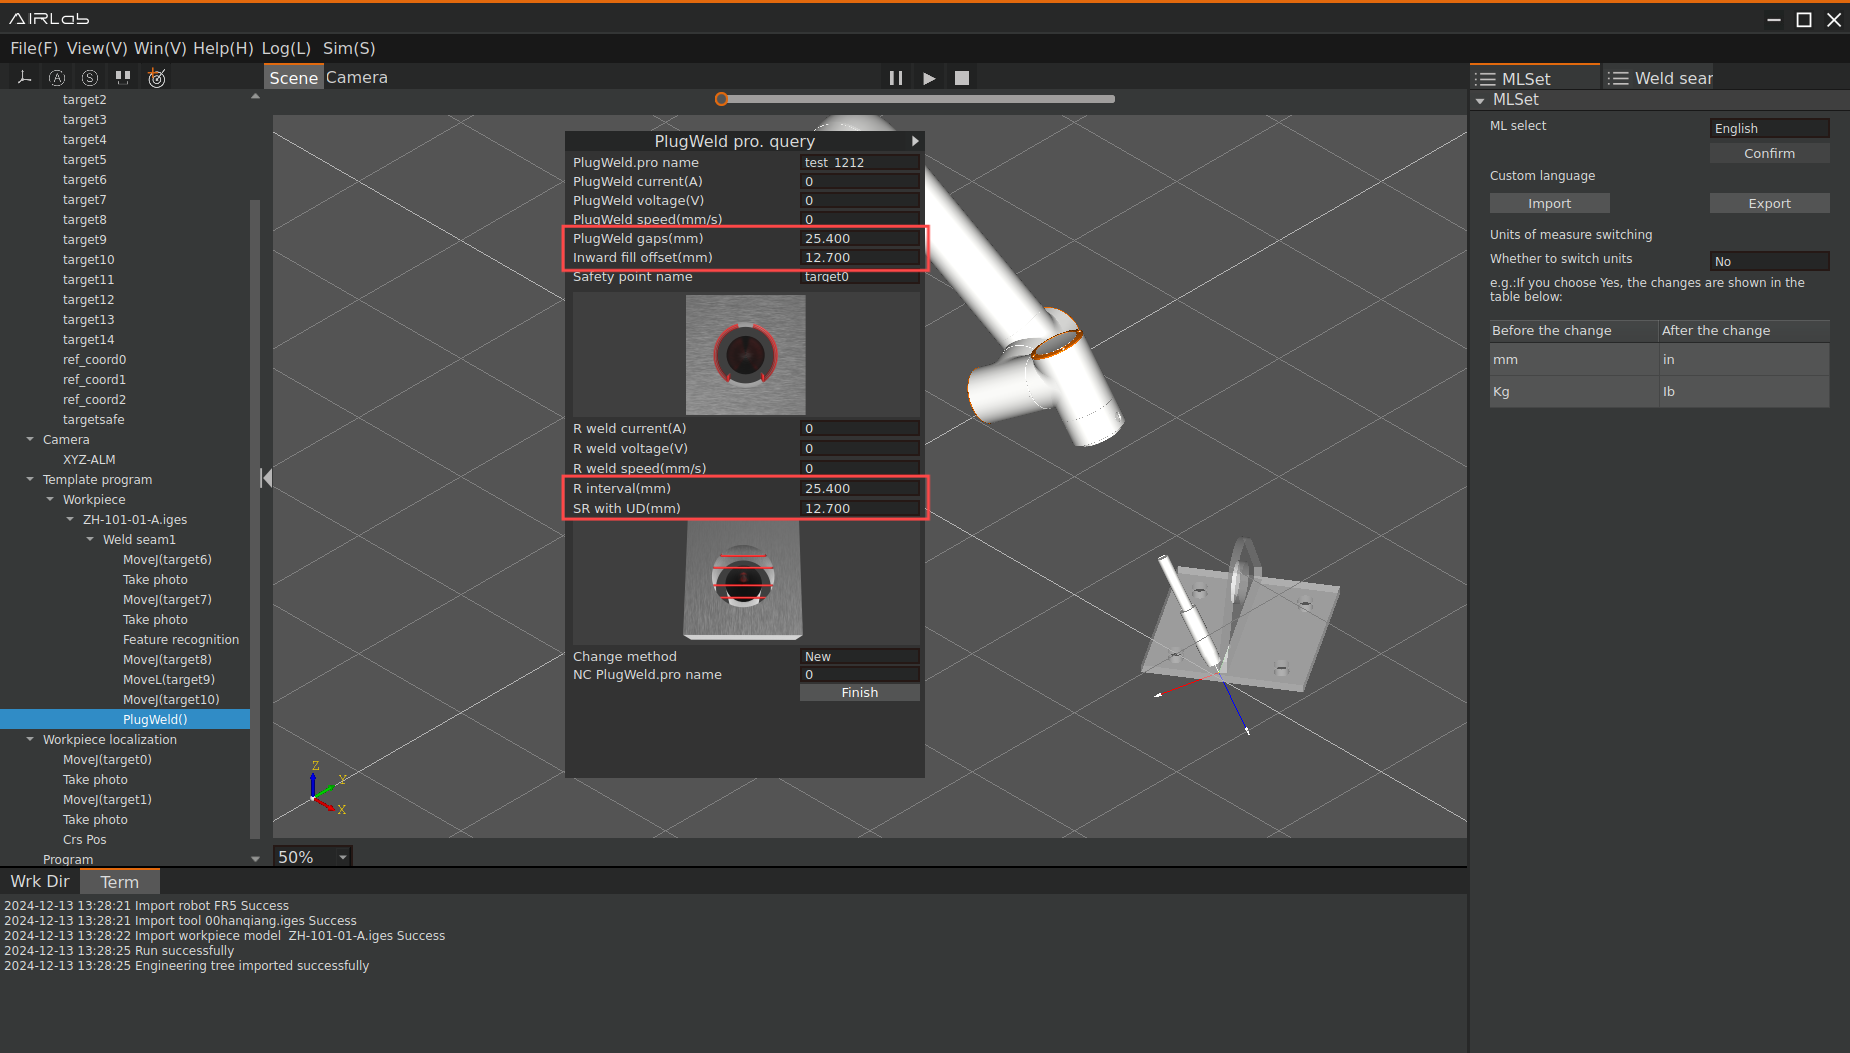 AIRLab
File(F) View(V) Win(V) Help(H) Log(L) Sim(S)
Scene Camera
MLSet
Weld sear
target2
target3
target4
target5
target6
target7
target8
target9
target10
target11
target12
target13
target14
ref_coord0
ref_coord1
ref_coord2
targetsafe
Camera
XYZ-ALM
Template program
Workpiece
ZH-101-01-A.iges
Weld seam1
MoveJ(target6)
Take photo
MoveJ(target7)
Take photo
Feature recognition
MoveJ(target8)
MoveL(target9)
MoveJ(target10)
PlugWeld()
Workpiece localization
MoveJ(target0)
Take photo
MoveJ(target1)
Take photo
Crs Pos
Program
PlugWeld pro. query
PlugWeld.pro name test_1212
PlugWeld current(A) 0
PlugWeld voltage(V) 0
PlugWeld speed(mm/s) 0
PlugWeld gaps(mm) 25.400
Inward fill offset(mm) 12.700
Safety point name target0
R weld current(A) 0
R weld voltage(V) 0
R weld speed(mm/s) 0
R interval(mm) 25.400
SR with UD(mm) 12.700
Change method New
NC PlugWeld.pro name 0
Finish
Z
Y
X
50%
MLSet
ML select English
Confirm
Custom language
Import Export
Units of measure switching
Whether to switch units No
e.g.:If you choose Yes, the changes are shown in the
table below:
Before the change After the change
mm in
Kg lb
Wrk Dir Term
2024-12-13 13:28:21 Import robot FR5 Success
2024-12-13 13:28:21 Import tool 00hanqiang.iges Success
2024-12-13 13:28:22 Import workpiece model  ZH-101-01-A.iges Success
2024-12-13 13:28:25 Run successfully
2024-12-13 13:28:25 Engineering tree imported successfully